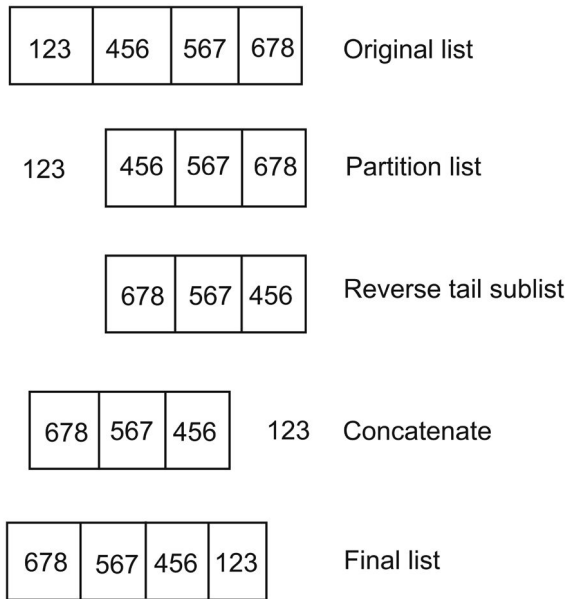 123 456 567 678 Original list
123 456 567 678 Partition list
678 567 456 Reverse tail sublist
678 567 456 123 Concatenate
678 567 456 123 Final list